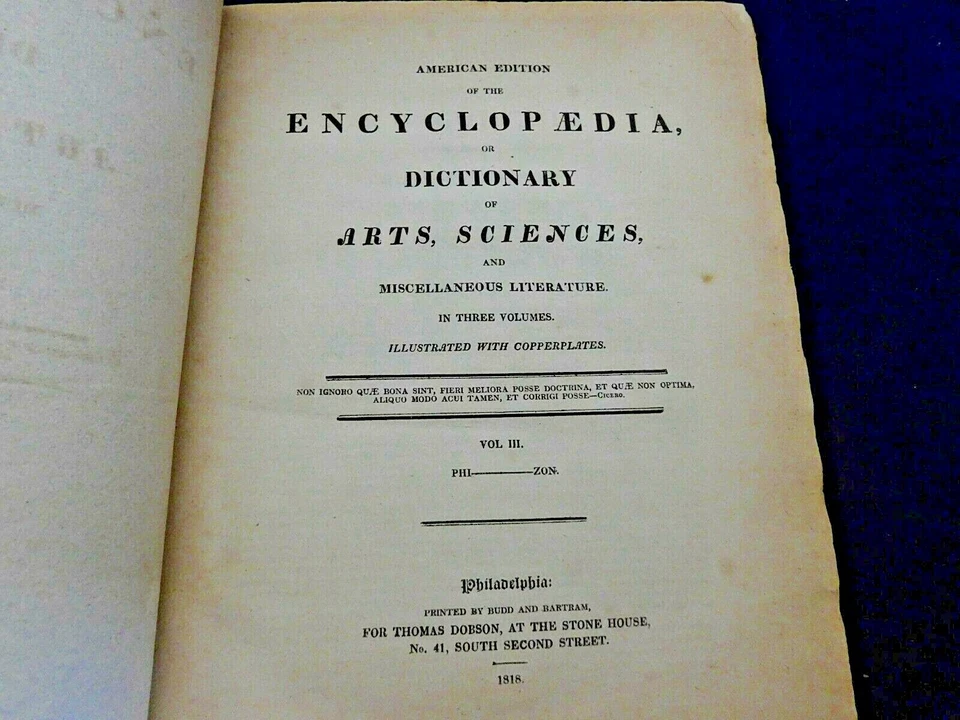 AMERICAN EDITION
OF THE
ENCYCLOPÆDIA,
OR
DICTIONARY
OF
ARTS, SCIENCES,
AND
MISCELLANEOUS LITERATURE.
IN THREE VOLUMES.
ILLUSTRATED WITH COPPERPLATES.
NON IGNORO QUÆ BONA SINT, FIERI MELIORA POSSE DOCTRINA, ET QUÆ NON OPTIMA,
ALIQUO MODO ACUI TAMEN, ET CORRIGI POSSE—CICERO.
VOL III.
PHI————ZON.
Philadelphia:
PRINTED BY BUDD AND BARTRAM,
FOR THOMAS DOBSON, AT THE STONE HOUSE,
No. 41, SOUTH SECOND STREET.
1818.